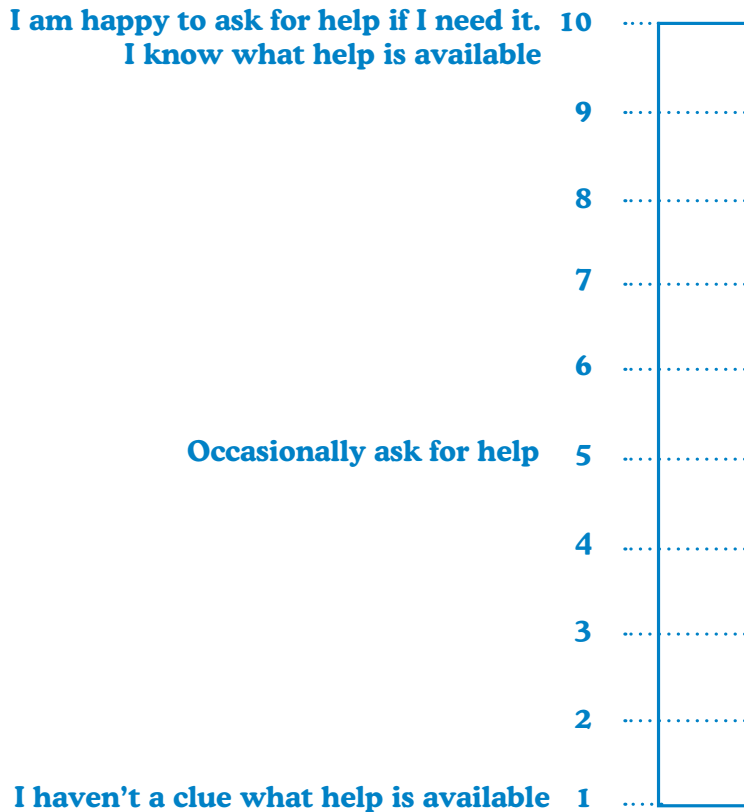 I am happy to ask for help if I need it. 10
I know what help is available
9
8
7
6
Occasionally ask for help 5
4
3
2
I haven’t a clue what help is available 1